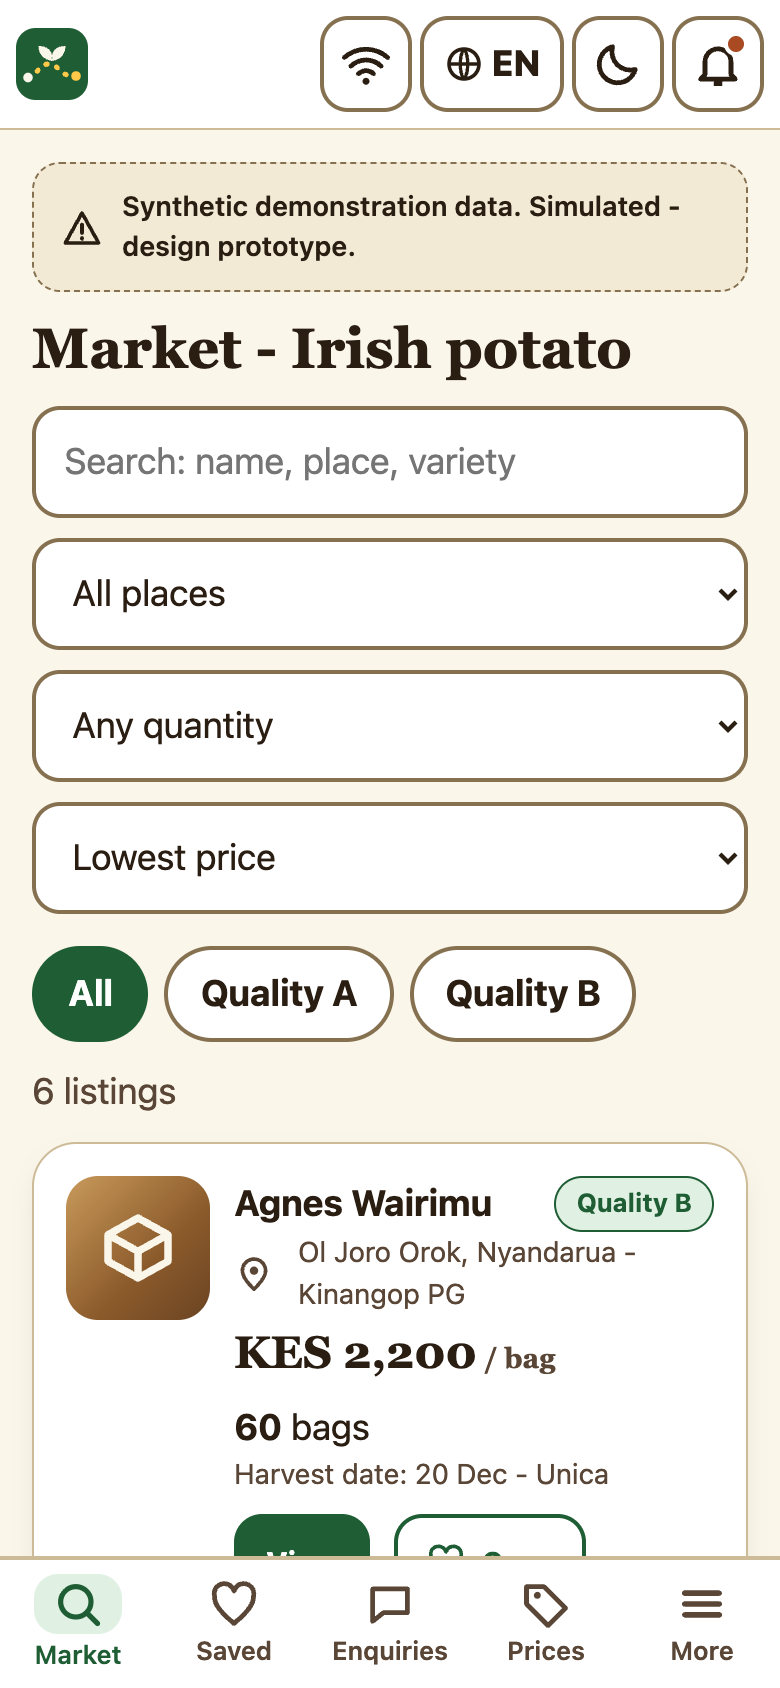 EN
Synthetic demonstration data. Simulated -
design prototype.
Market - Irish potato
Search: name, place, variety
All places
Any quantity
Lowest price
All
Quality A
Quality B
6 listings
Agnes Wairimu
Quality B
Ol Joro Orok, Nyandarua -
Kinangop PG
KES 2,200 / bag
60 bags
Harvest date: 20 Dec - Unica
Market
Saved
Enquiries
Prices
More